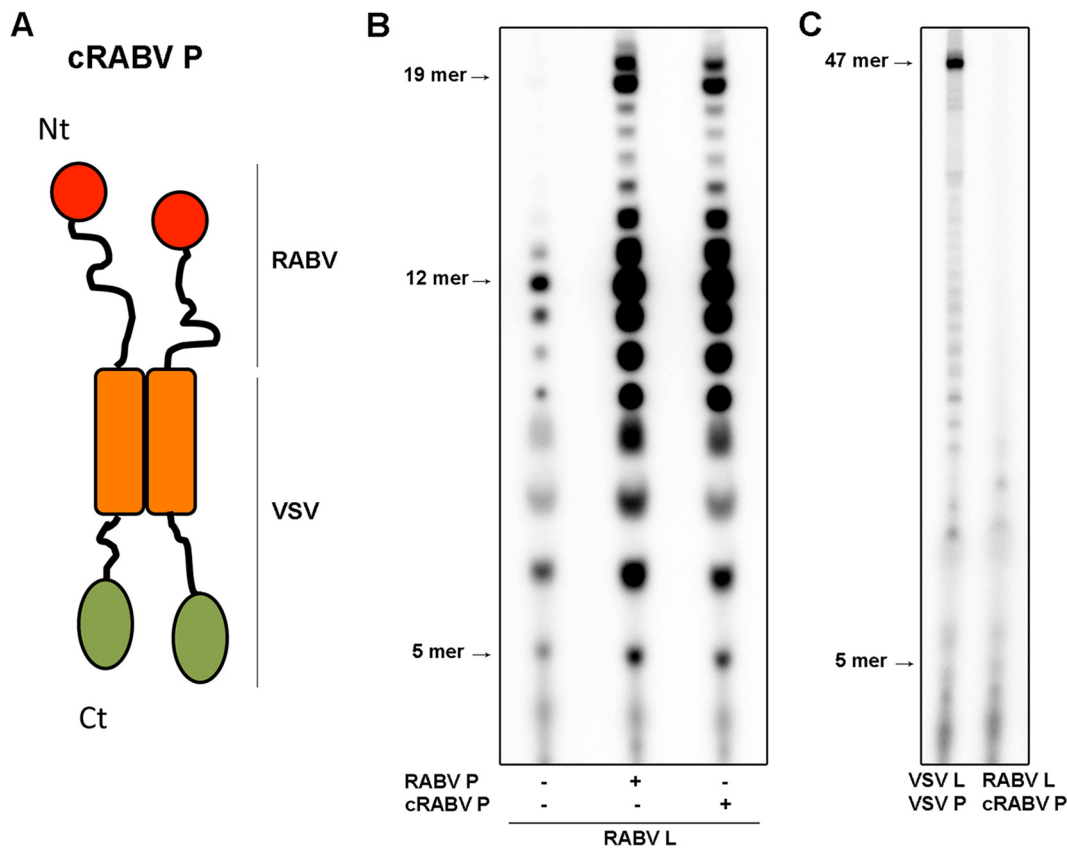 A
cRABV P
Nt
RABV
VSV
Ct
B
19 mer →
12 mer →
5 mer →
RABV P - + -
cRABV P - - +
RABV L
C
47 mer →
5 mer →
VSV L RABV L
VSV P cRABV P